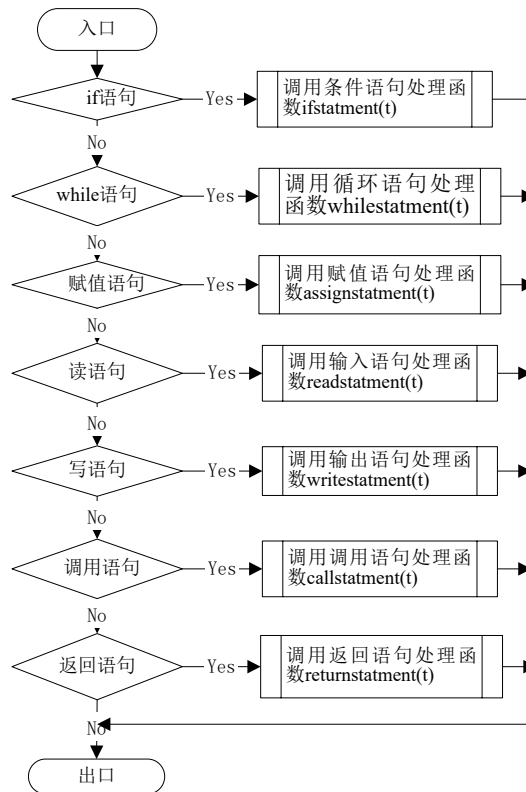 入口
if语句
Yes
调用条件语句处理函
数ifstatment(t)
No
while语句
Yes
调用循环语句处理
函数whilestatment(t)
No
赋值语句
Yes
调用赋值语句处理函
数assignstatment(t)
No
读语句
Yes
调用输入语句处理函
数readstatment(t)
No
写语句
Yes
调用输出语句处理函
数writestatment(t)
No
调用语句
Yes
调用调用语句处理函
数callstatment(t)
No
返回语句
Yes
调用返回语句处理函
数returnstatment(t)
No
出口